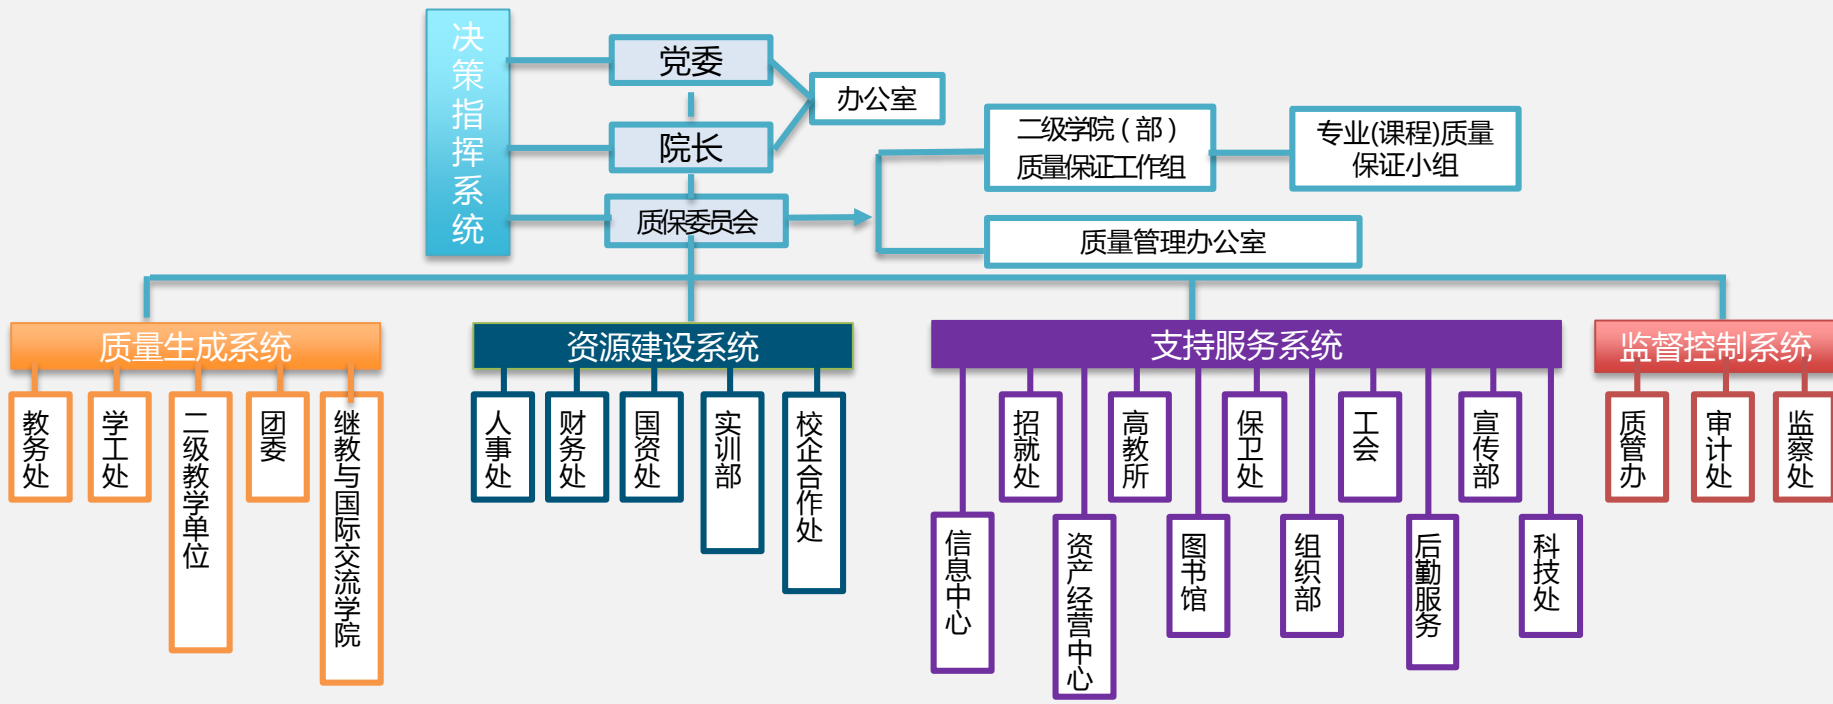 决策指挥系统
党委
办公室
院长
质保委员会
二级学院（部）
质量保证工作组
专业(课程)质量
保证小组
质量管理办公室
质量生成系统
资源建设系统
支持服务系统
监督控制系统
教务处
学工处
二级教学单位
团委
继教与国际交流学院
人事处
财务处
国资处
实训部
校企合作处
信息中心
招就处
资产经营中心
高教所
图书馆
保卫处
组织部
工会
后勤服务
宣传部
科技处
质管办
审计处
监察处